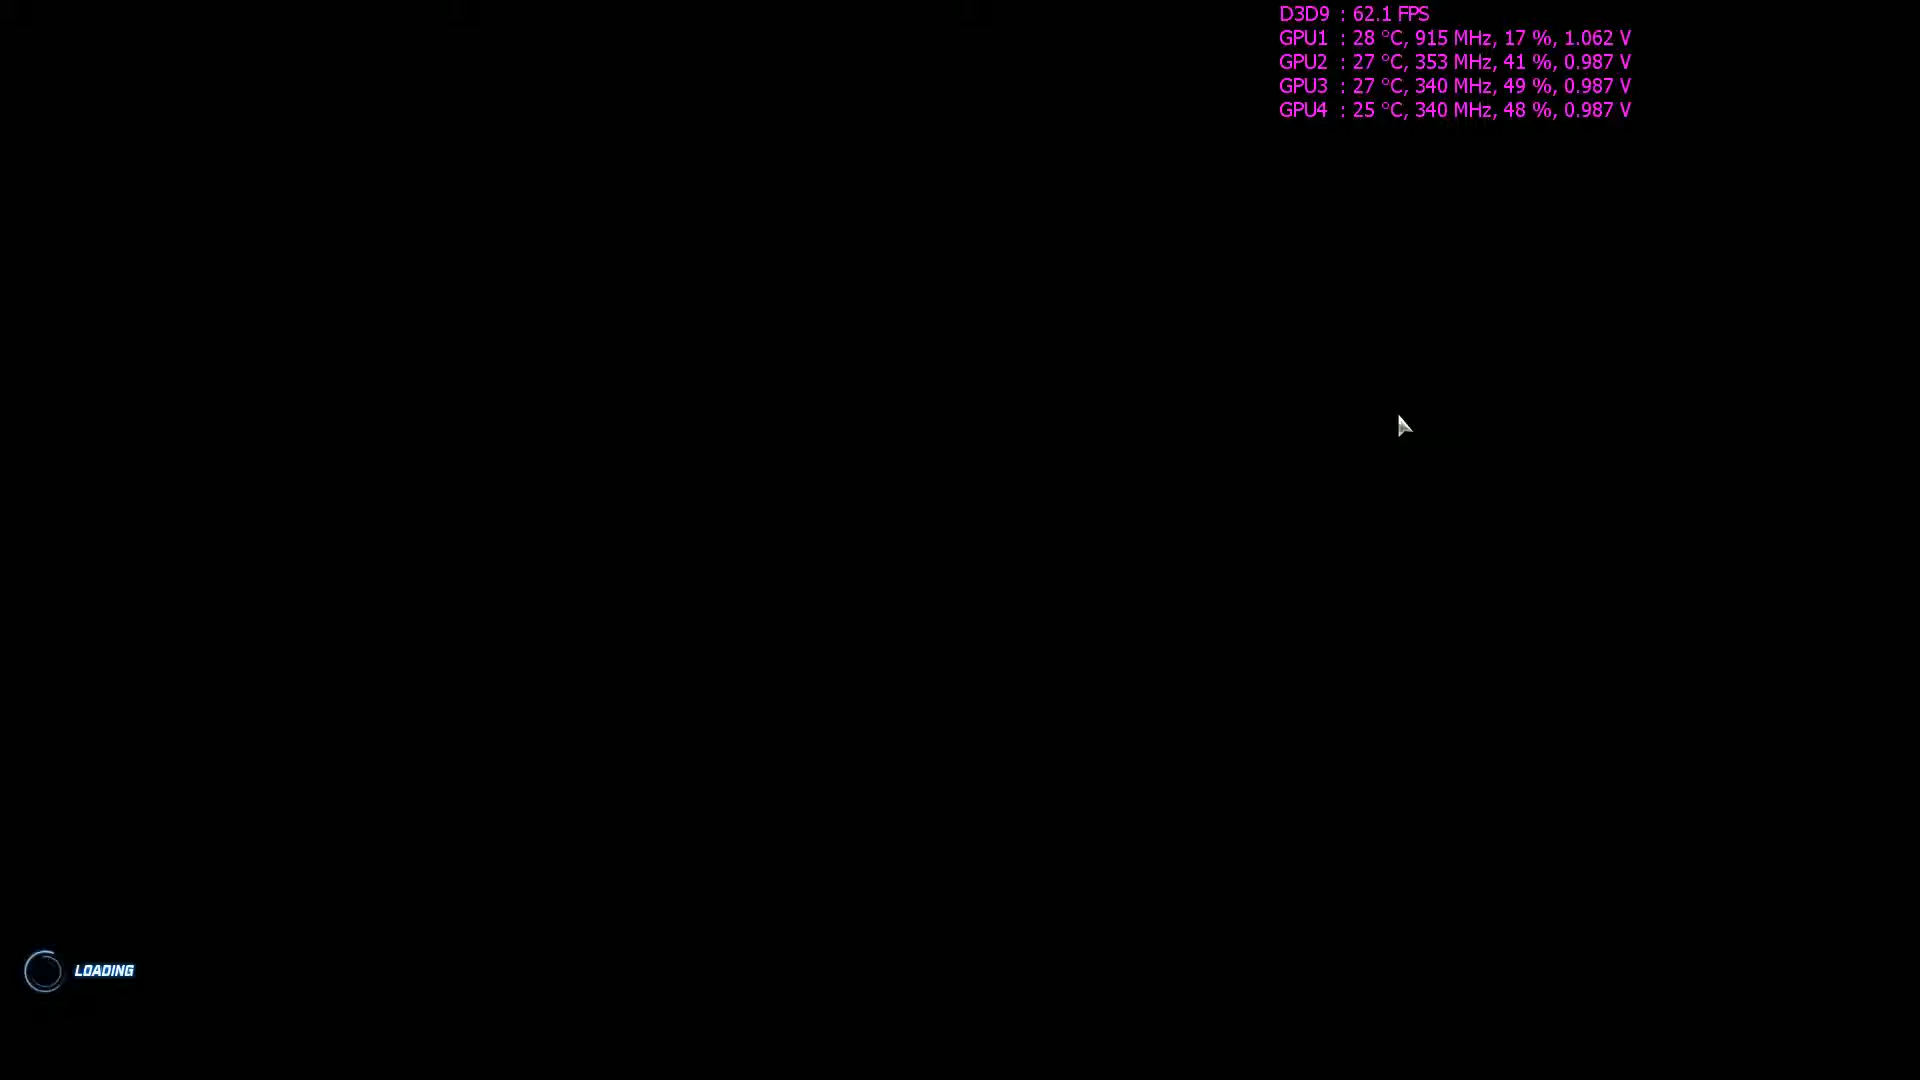 D3D9 : 62.1 FPS
GPU1 : 28 °C, 915 MHz, 17 %, 1.062 V
GPU2 : 27 °C, 353 MHz, 41 %, 0.987 V
GPU3 : 27 °C, 340 MHz, 49 %, 0.987 V
GPU4 : 25 °C, 340 MHz, 48 %, 0.987 V
LOADING